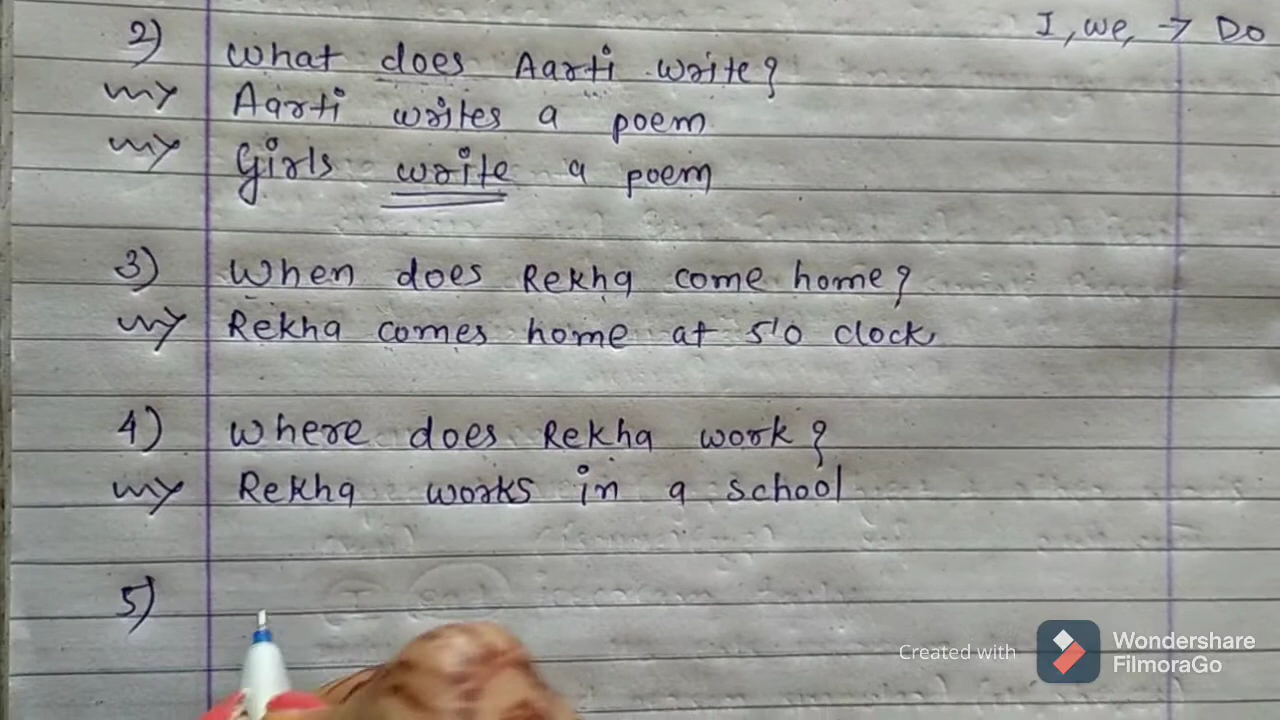 I, we, → Do
2) What does Aarti write?
Aarti writes a poem
Girls write a poem
3) When does Rekha come home?
Rekha comes home at 5'O clock
4) Where does Rekha work?
Rekha works in a school
5)
Created with Wondershare FilmoraGo